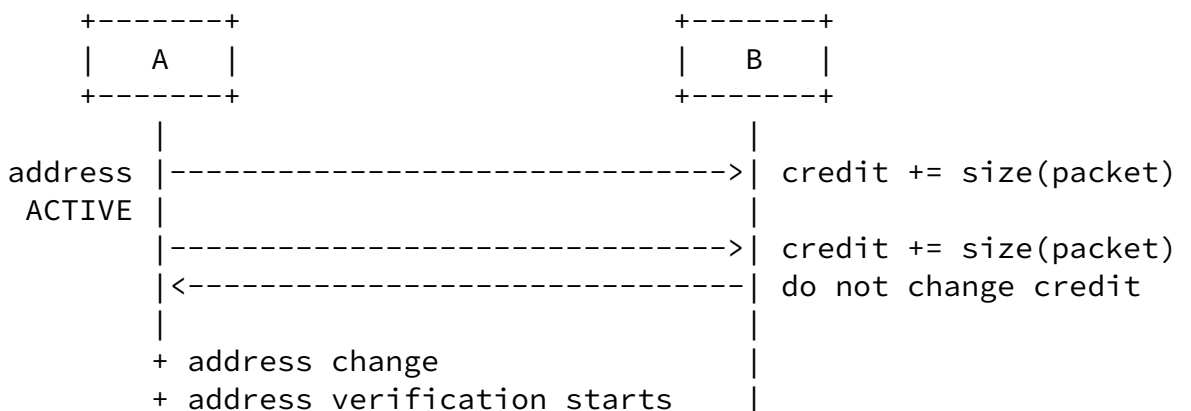 +-------+                        +-------+
|   A   |                        |   B   |
+-------+                        +-------+
    |                                |
address |------------------------------->| credit += size(packet)
ACTIVE |                                |
|------------------------------->| credit += size(packet)
|<-------------------------------| do not change credit
|                                |
+ address change                 |
+ address verification starts    |